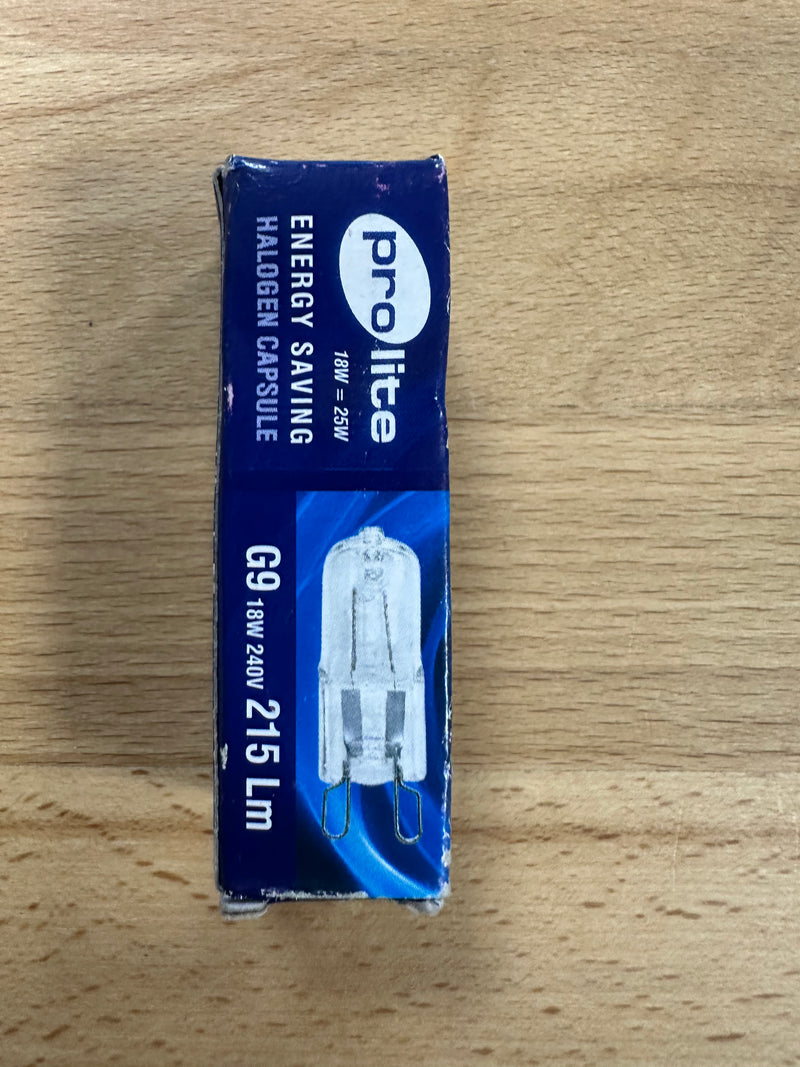 prolite
18W = 25W
ENERGY SAVING
HALOGEN CAPSULE
G9 18W 240V 215 Lm